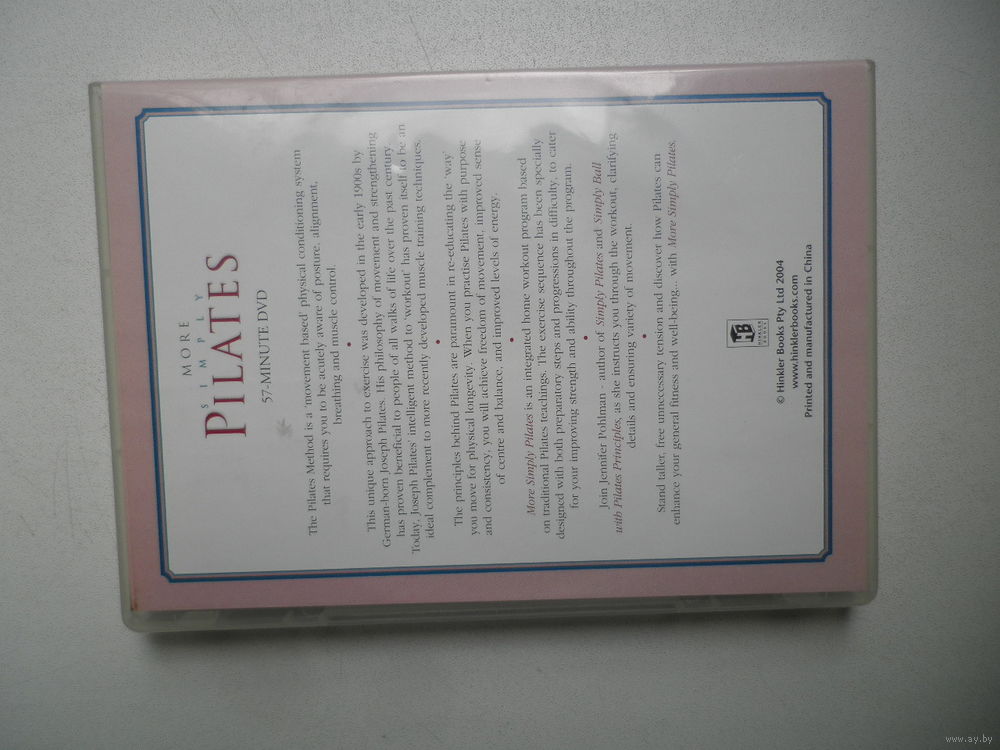 MORE
SIMPLY
PILATES
57-MINUTE DVD
The Pilates Method is a 'movement based' physical conditioning system
that requires you to be acutely aware of posture, alignment,
breathing and muscle control.
•
This unique approach to exercise was developed in the early 1900s by
German-born Joseph Pilates. His philosophy of movement and strengthening
has proven beneficial to people of all walks of life over the past century.
Today, Joseph Pilates' intelligent method to 'workout' has proven itself to be an
ideal complement to more recently developed muscle training techniques.
•
The principles behind Pilates are paramount in re-educating the 'way'
you move for physical longevity. When you practise Pilates with purpose
and consistency, you will achieve freedom of movement, improved sense
of centre and balance, and improved levels of energy.
•
More Simply Pilates is an integrated home workout program based
on traditional Pilates teachings. The exercise sequence has been specially
designed with both preparatory steps and progressions in difficulty, to cater
for your improving strength and ability throughout the program.
•
Join Jennifer Pohlman - author of Simply Pilates and Simply Ball
with Pilates Principles, as she instructs you through the workout, clarifying
details and ensuring variety of movement.
•
Stand taller, free unnecessary tension and discover how Pilates can
enhance your general fitness and well-being... with More Simply Pilates.
HB
HINKLER
BOOKS
© Hinkler Books Pty Ltd 2004
www.hinklerbooks.com
Printed and manufactured in China
www.ay.by